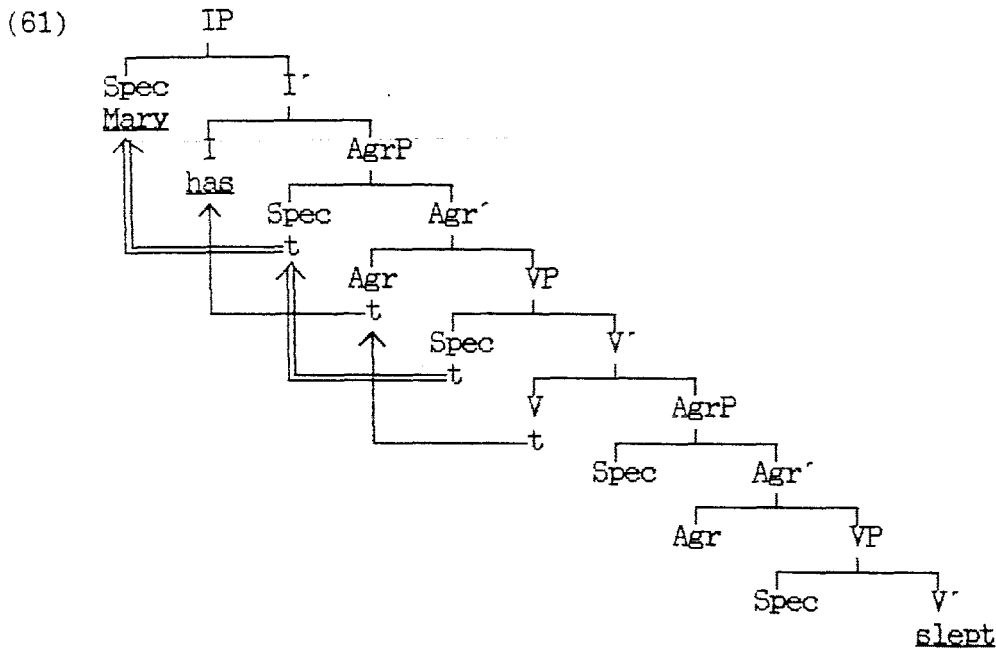 (61) IP
Spec I´
Mary
I AgrP
has
Spec Agr´
t
Agr VP
t
Spec V´
t
V AgrP
t
Spec Agr´
Agr VP
Spec V´
slept